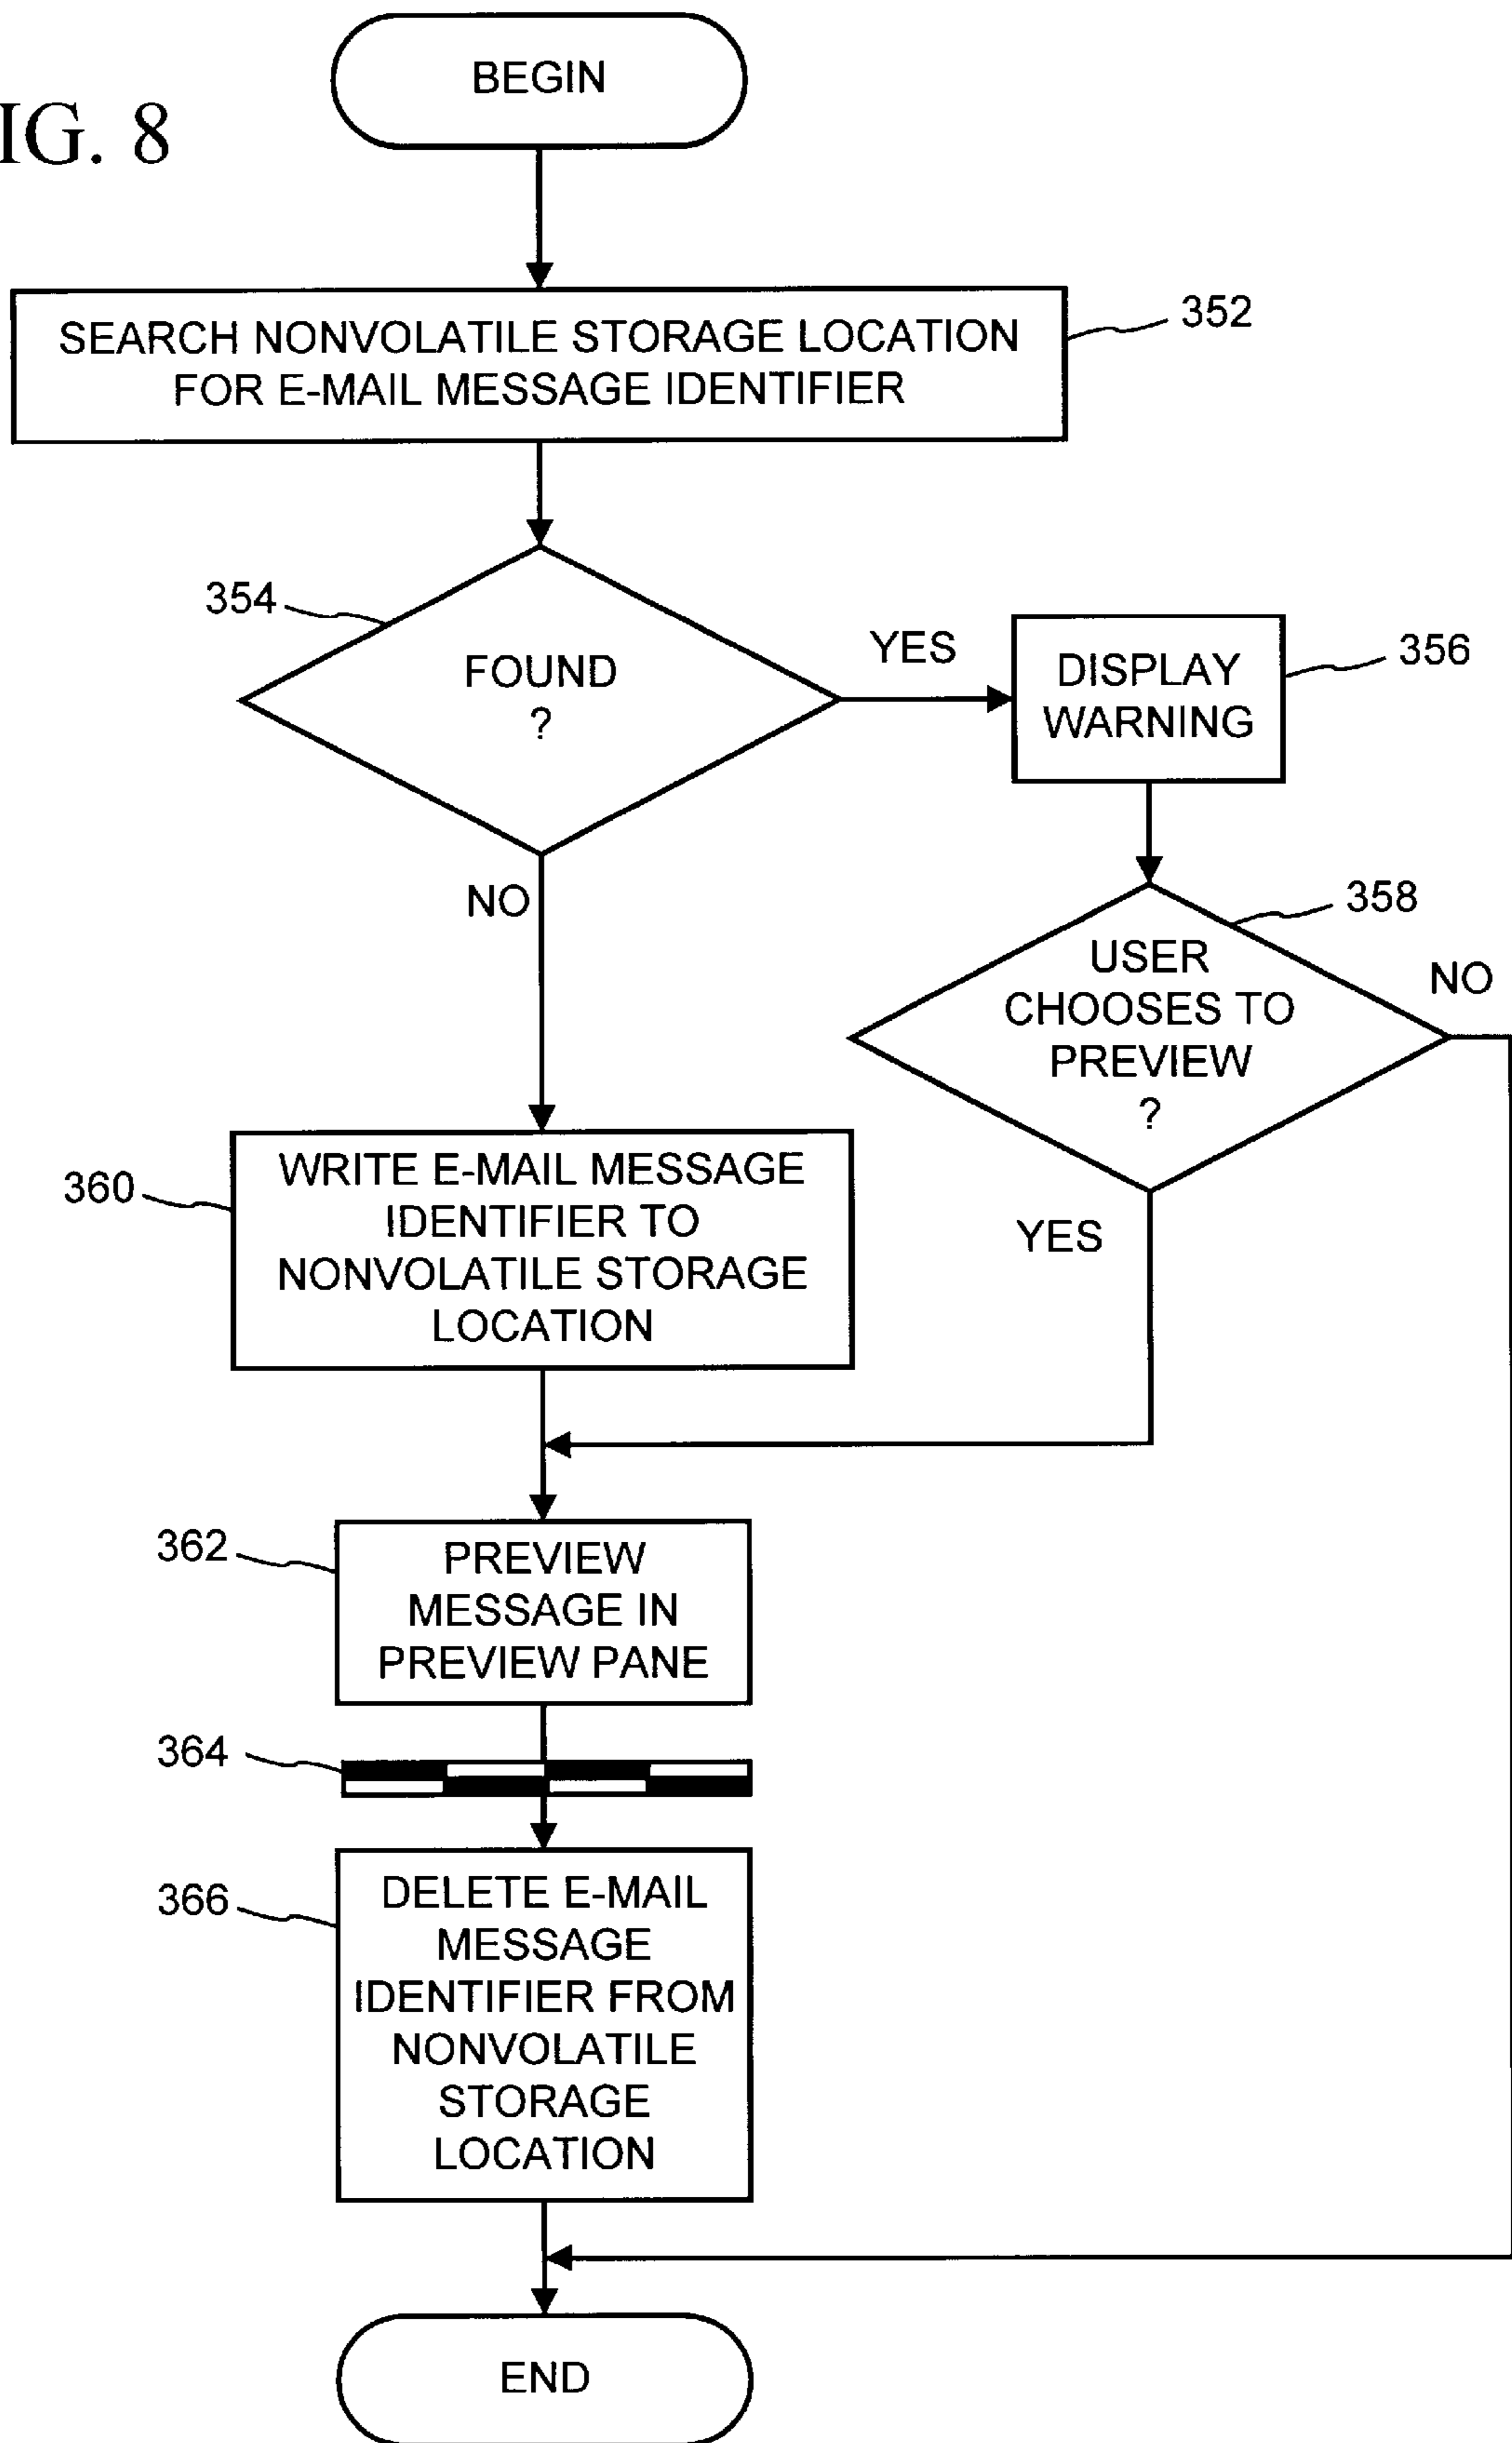 IG. 8
BEGIN
SEARCH NONVOLATILE STORAGE LOCATION
FOR E-MAIL MESSAGE IDENTIFIER
352
354
FOUND
?
YES
DISPLAY
WARNING
356
NO
358
USER
CHOOSES TO
PREVIEW
?
NO
YES
360
WRITE E-MAIL MESSAGE
IDENTIFIER TO
NONVOLATILE STORAGE
LOCATION
362
PREVIEW
MESSAGE IN
PREVIEW PANE
364
366
DELETE E-MAIL
MESSAGE
IDENTIFIER FROM
NONVOLATILE
STORAGE
LOCATION
END